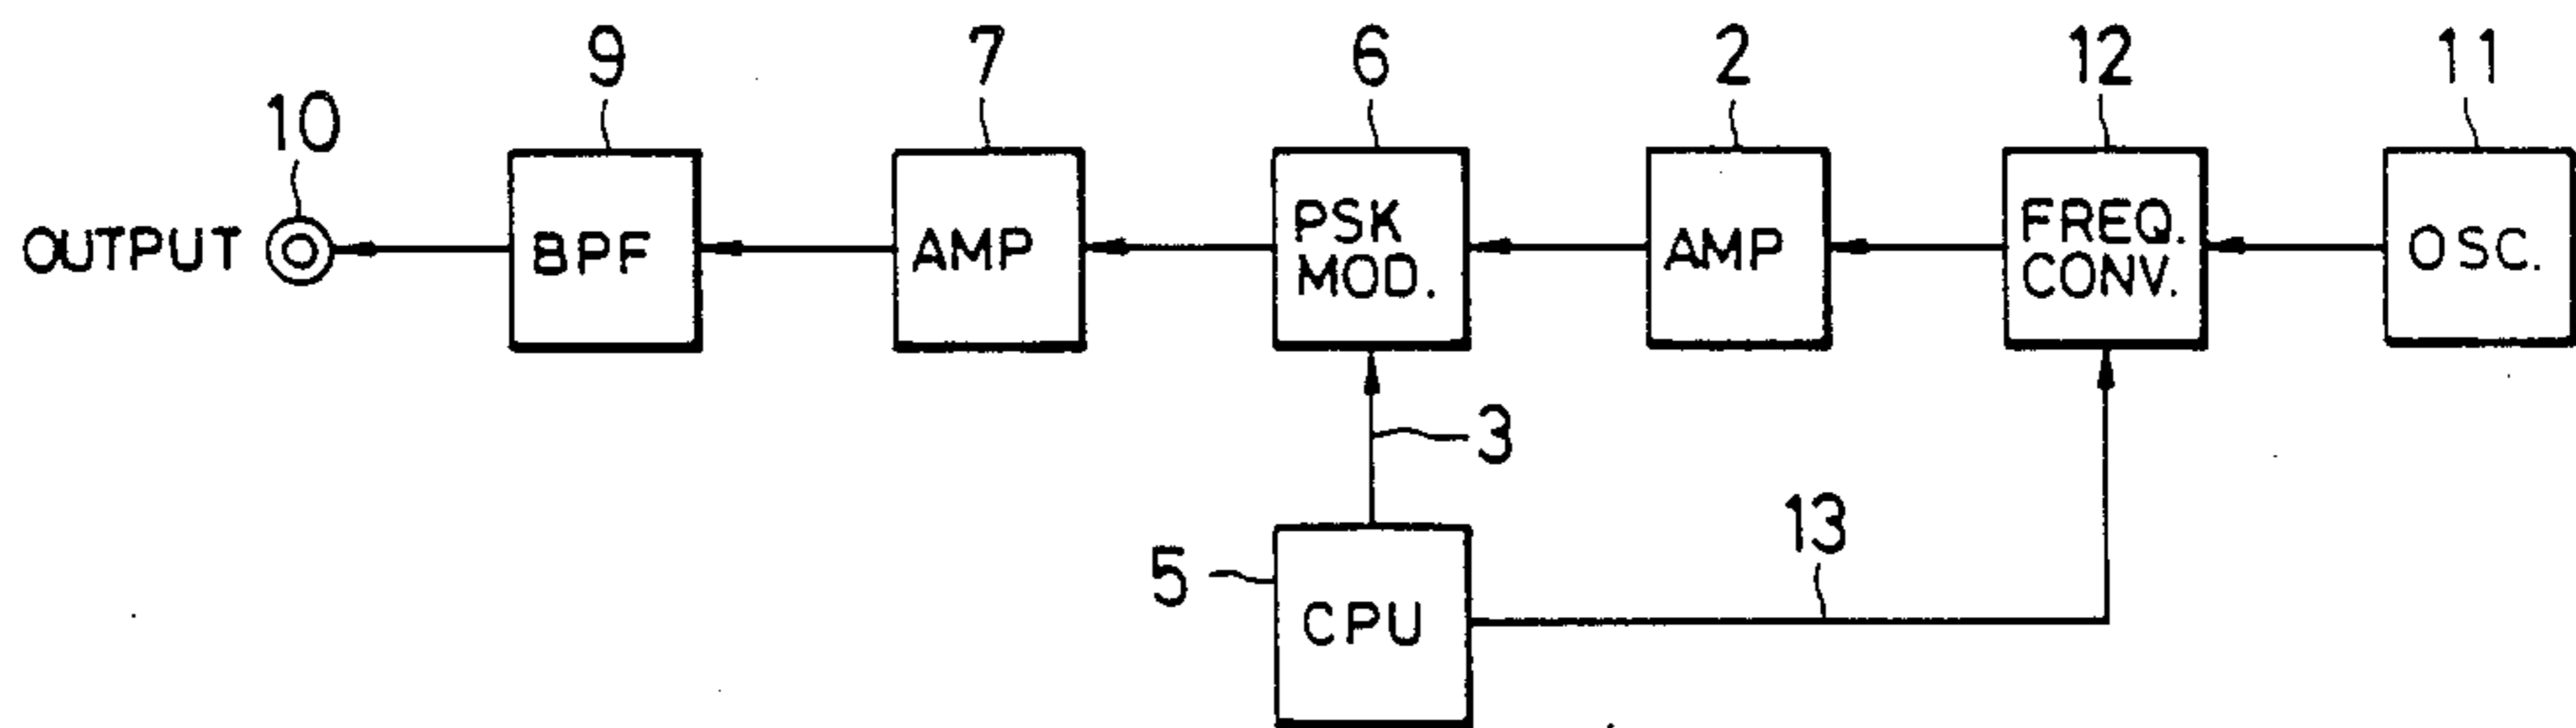 9
7
6
2
12
11
10
OUTPUT
BPF
AMP
PSK
MOD.
AMP
FREQ.
CONV.
OSC.
3
13
5
CPU